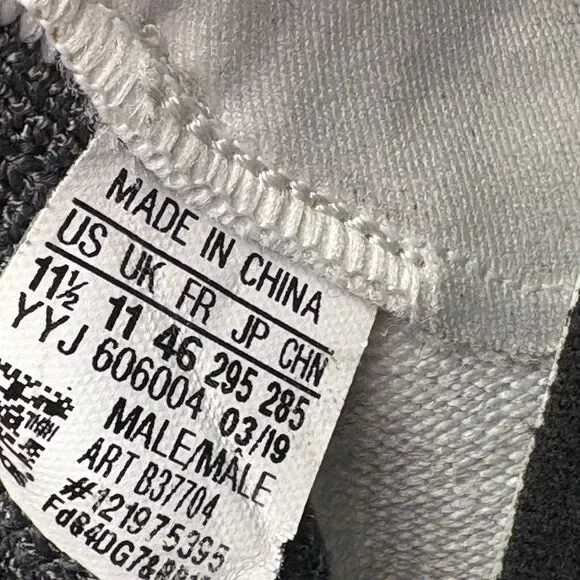 MADE IN CHINA
US UK FR JP CHN
11½ 11 46 295 285
YYJ 606004 03/19
MALE/MÂLE
ART B37704
#121975395